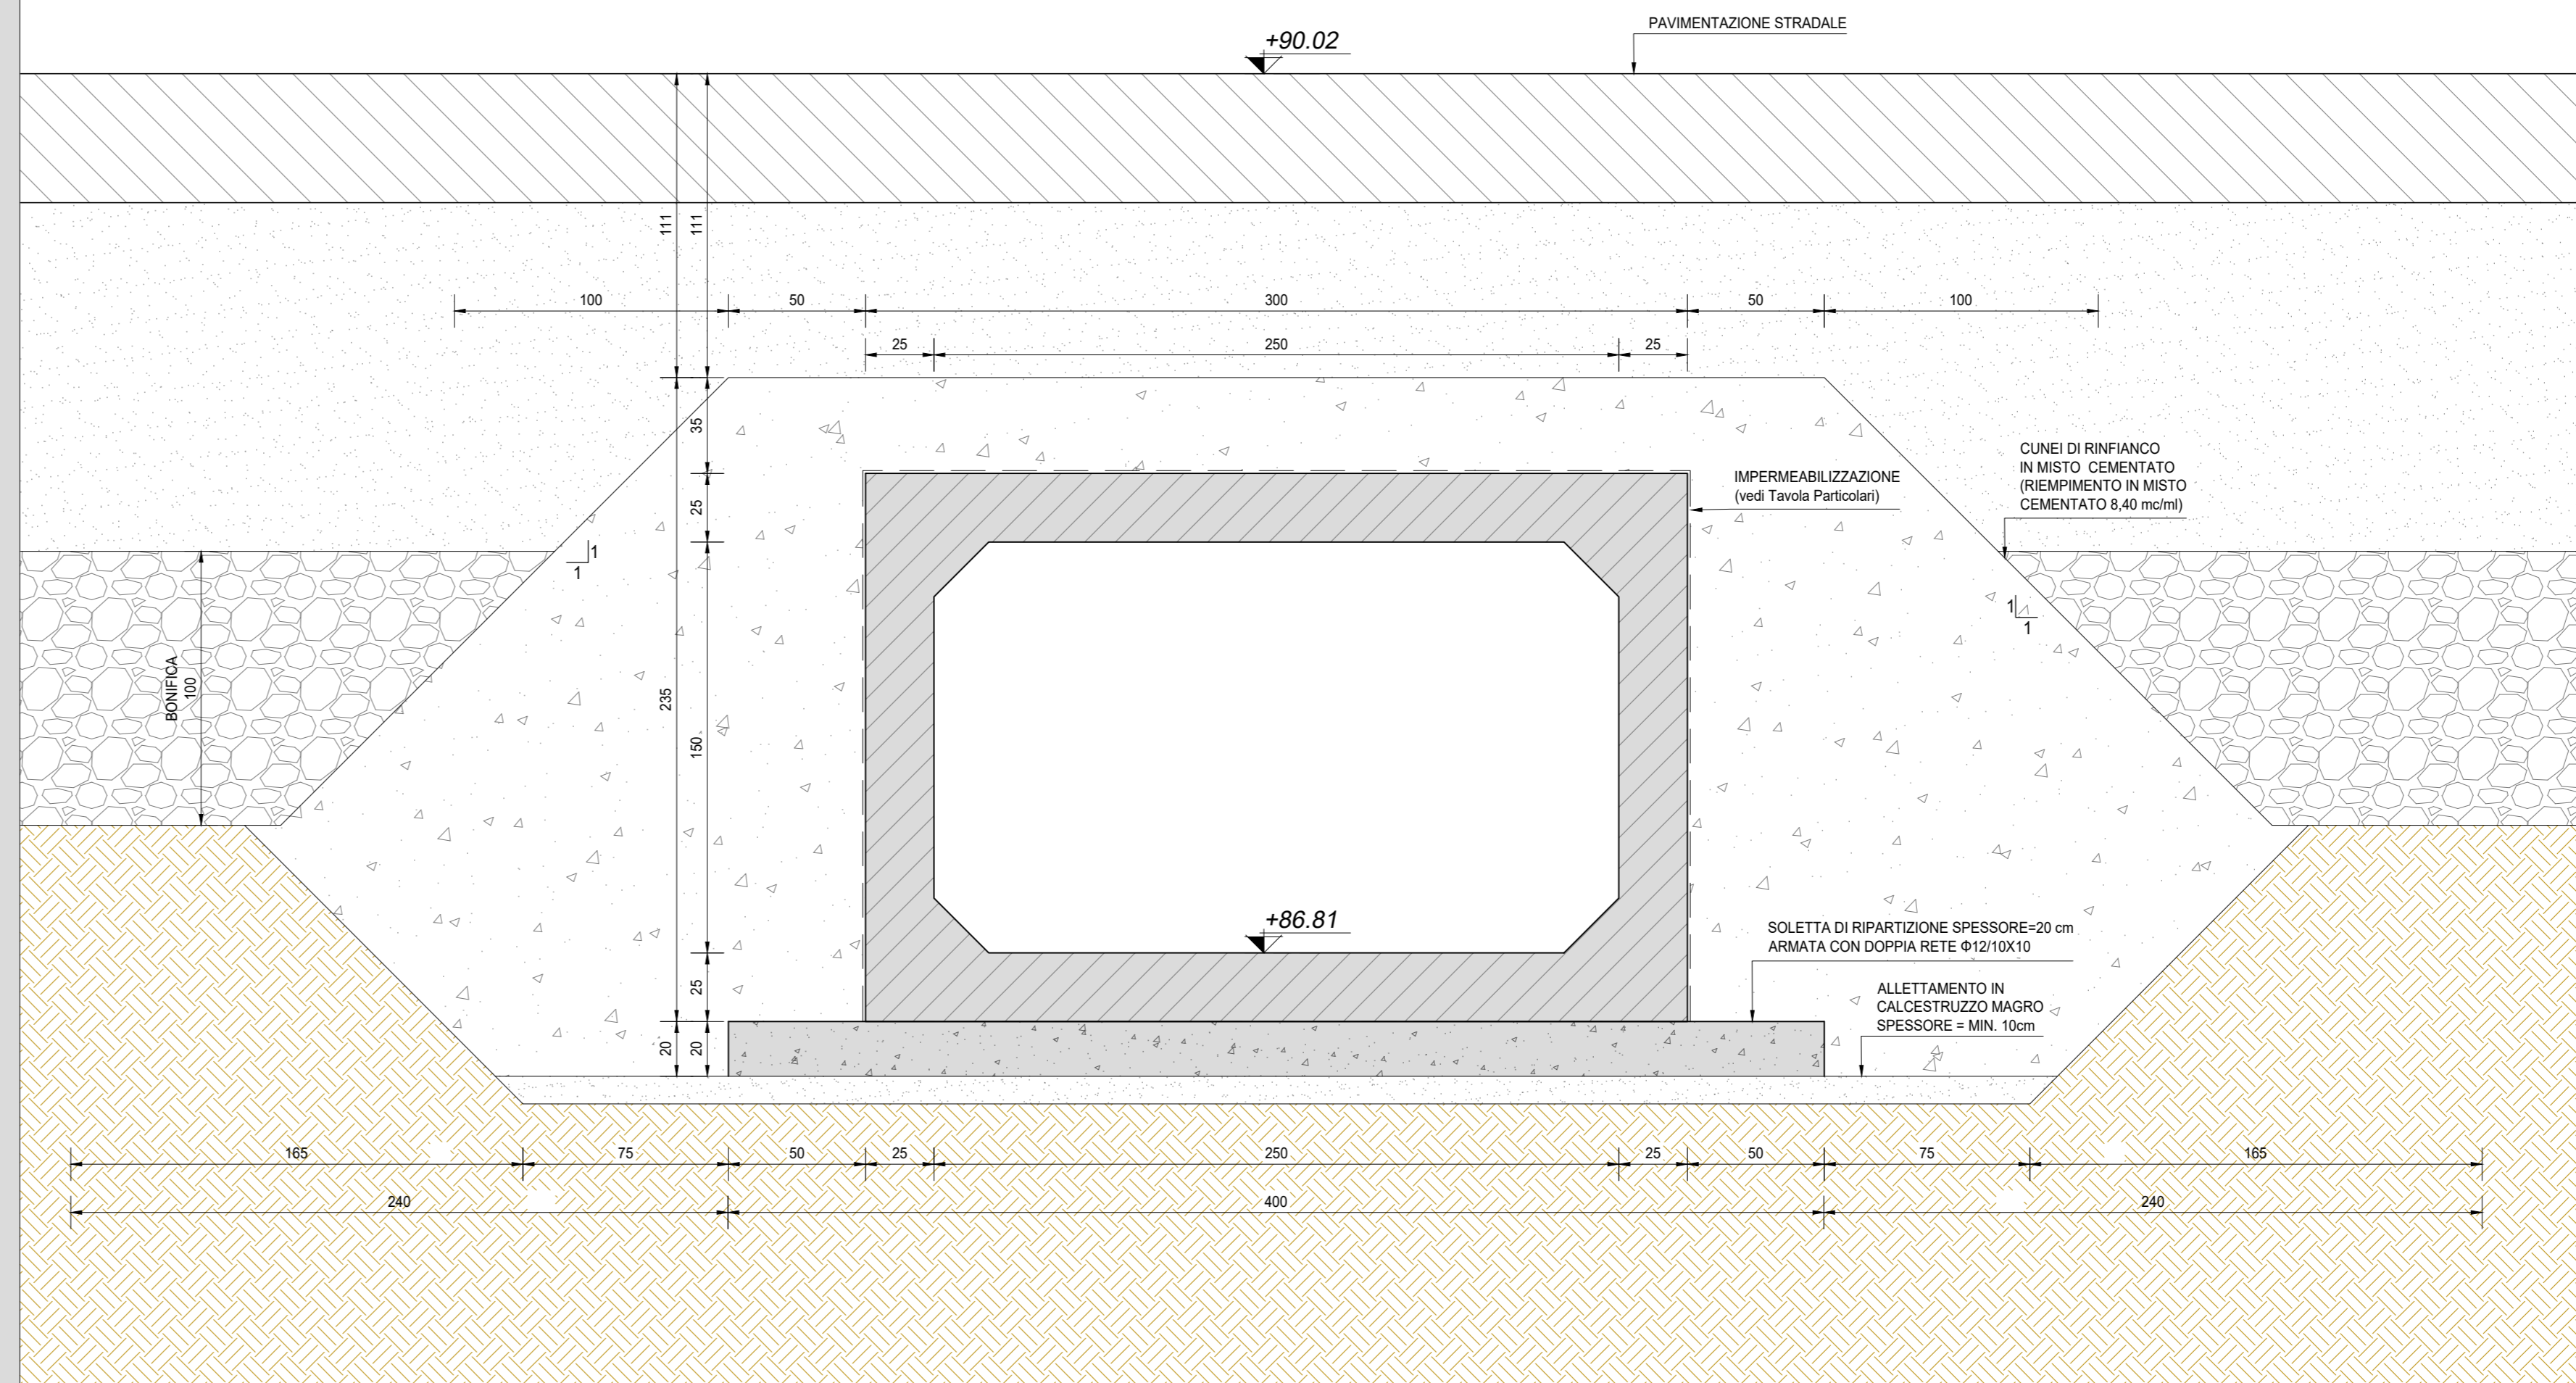 PAVIMENTAZIONE STRADALE
+90.02
111
111
100
50
300
50
100
25
250
25
35
CUNEI DI RINFIANCO
IN MISTO CEMENTATO
(RIEMPIMENTO IN MISTO
CEMENTATO 8,40 mc/ml)
IMPERMEABILIZZAZIONE
(vedi Tavola Particolari)
25
1
1
1
1
BONIFICA
100
235
150
+86.81
SOLETTA DI RIPARTIZIONE SPESSORE=20 cm
ARMATA CON DOPPIA RETE Φ12/10X10
25
ALLETTAMENTO IN
CALCESTRUZZO MAGRO
SPESSORE = MIN. 10cm
20
20
165
75
50
25
250
25
50
75
165
240
400
240